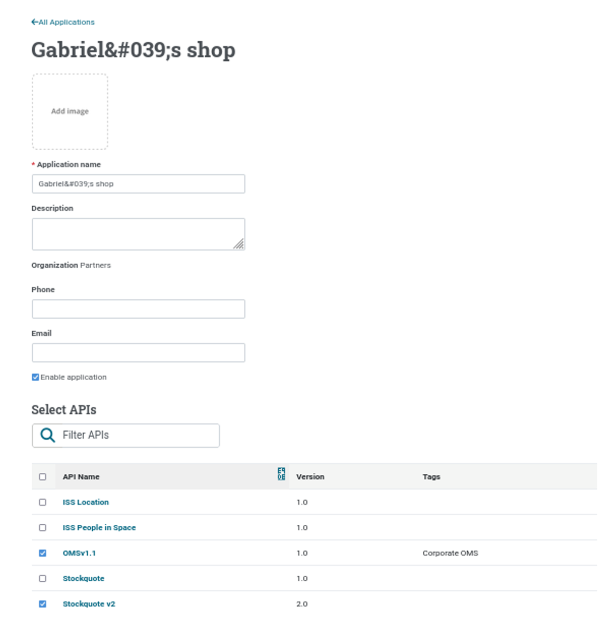 ←All Applications
Gabriel&#039;s shop
Add image
* Application name
Gabriel&#039;s shop
Description
Organization Partners
Phone
Email
Enable application
Select APIs
Filter APIs
API Name Version Tags
ISS Location 1.0
ISS People in Space 1.0
OMSv1.1 1.0 Corporate OMS
Stockquote 1.0
Stockquote v2 2.0